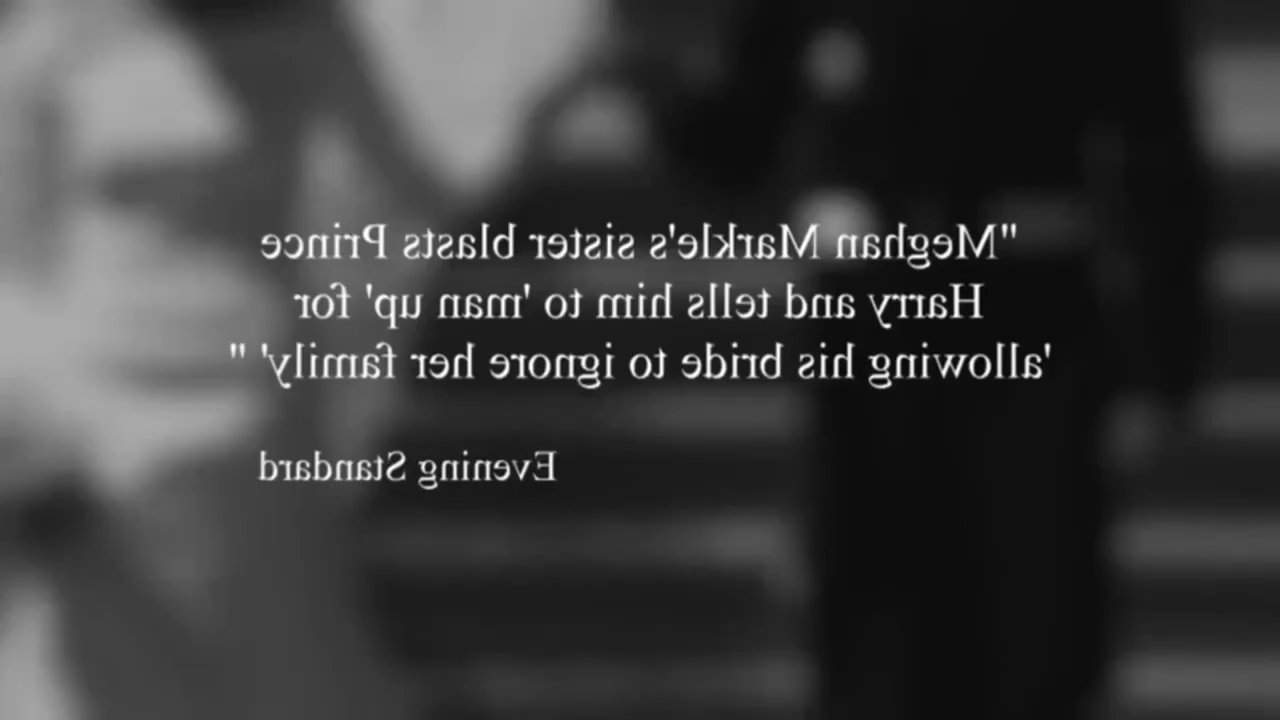 "Meghan Markle's sister blasts Prince
Harry and tells him to 'man up' for
'allowing his bride to ignore her family' "
Evening Standard